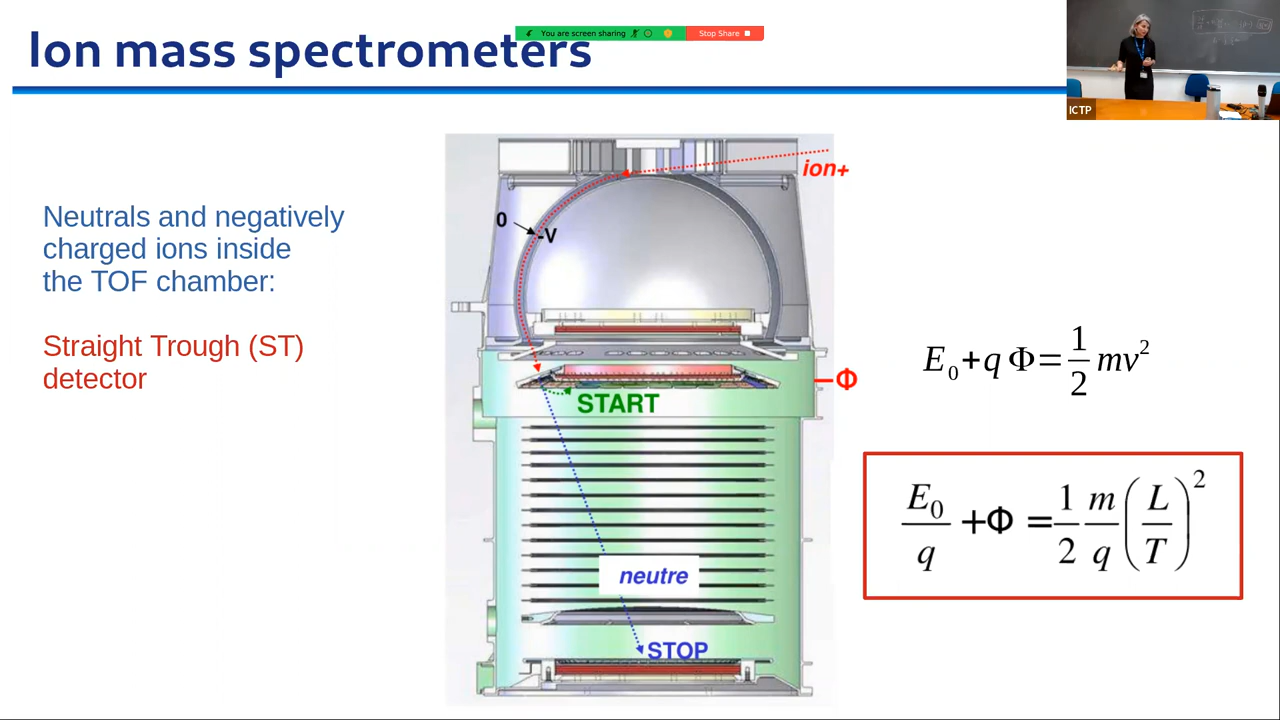 Ion mass spectrometers
You are screen sharing
Stop Share
ICTP
ion+
0
-V
Neutrals and negatively
charged ions inside
the TOF chamber:
Straight Trough (ST)
detector
–Φ
START
neutre
STOP
E₀+q Φ=1/2 mv²
E₀/q +Φ =1/2 m/q (L/T)²